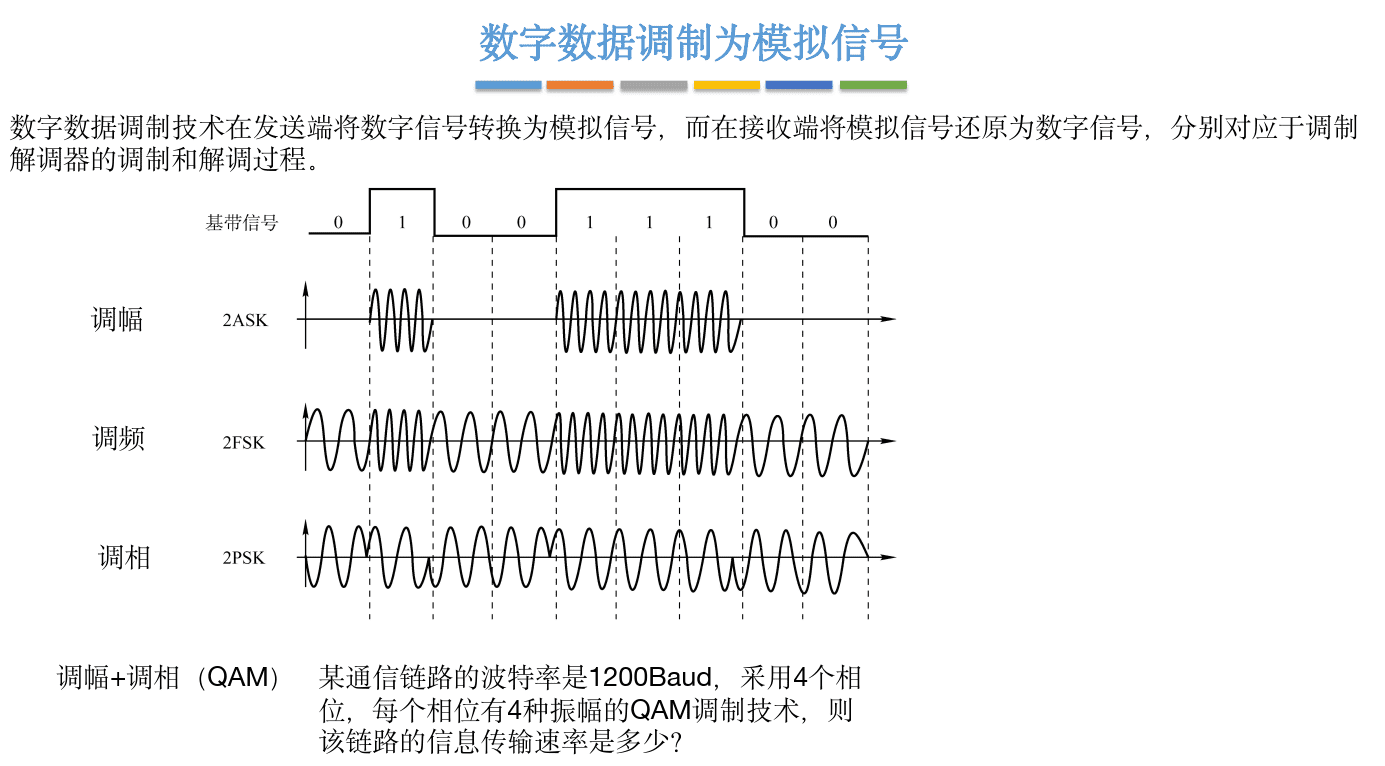 数字数据调制为模拟信号
数字数据调制技术在发送端将数字信号转换为模拟信号，而在接收端将模拟信号还原为数字信号，分别对应于调制
解调器的调制和解调过程。
基带信号 0 1 0 0 1 1 1 0 0
调幅 2ASK
调频 2FSK
调相 2PSK
调幅+调相（QAM） 某通信链路的波特率是1200Baud，采用4个相
位，每个相位有4种振幅的QAM调制技术，则
该链路的信息传输速率是多少？